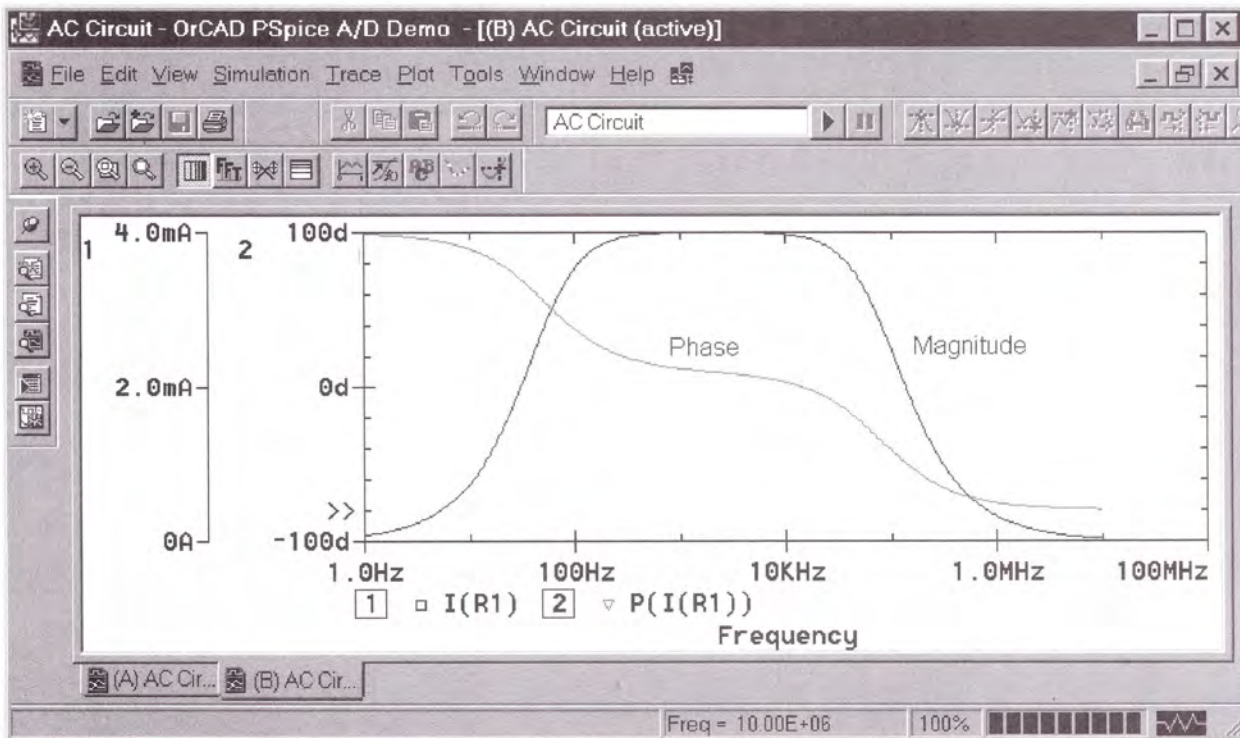 AC Circuit - OrCAD PSpice A/D Demo - [(B) AC Circuit (active)]
File Edit View Simulation Trace Plot Tools Window Help
AC Circuit
FFT
1 4.0mA 2 100d
Phase Magnitude
2.0mA 0d
>>
0A -100d
1.0Hz 100Hz 10KHz 1.0MHz 100MHz
1 I(R1) 2 P(I(R1))
Frequency
(A) AC Cir... (B) AC Cir...
Freq = 10.00E+06 100%